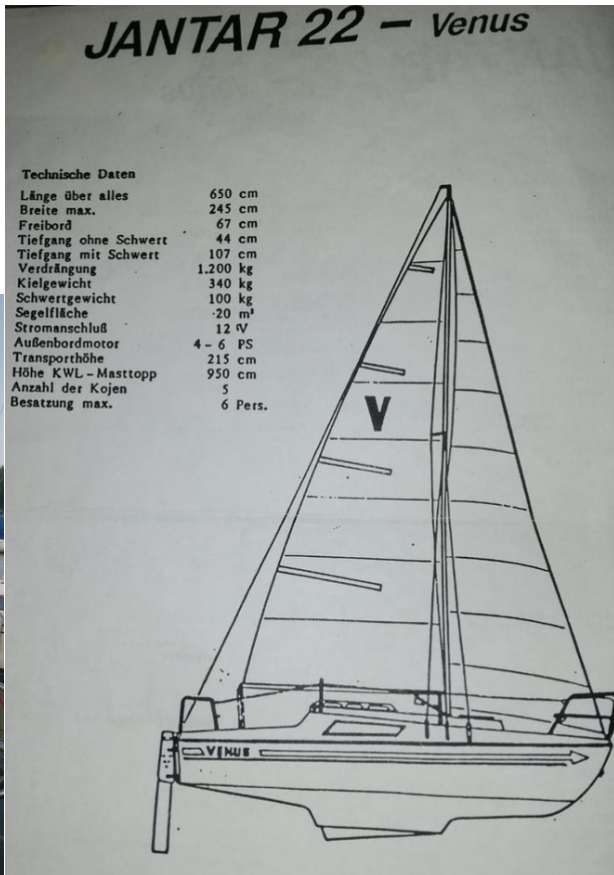 JANTAR 22 – Venus
Technische Daten
Länge über alles 650 cm
Breite max. 245 cm
Freibord 67 cm
Tiefgang ohne Schwert 44 cm
Tiefgang mit Schwert 107 cm
Verdrängung 1.200 kg
Kielgewicht 340 kg
Schwertgewicht 100 kg
Segelfläche 20 m²
Stromanschluß 12 V
Außenbordmotor 4 - 6 PS
Transporthöhe 215 cm
Höhe KWL - Masttopp 950 cm
Anzahl der Kojen 5
Besatzung max. 6 Pers.
V
VENUS